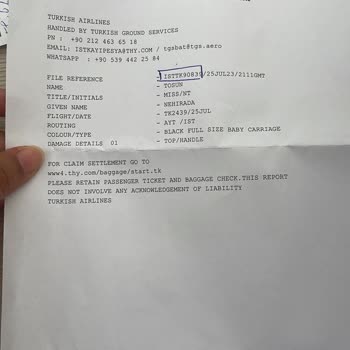 TURKISH AIRLINES
HANDLED BY TURKISH GROUND SERVICES
PN : +90 212 463 65 18
EMAIL: ISTKAYIPESYA@THY.COM / tgsbat@tgs.aero
WHATSAPP : +90 539 442 25 84
FILE REFERENCE - ISTTK90839/25JUL23/2111GMT
NAME - TOSUN
TITLE/INITIALS - MISS/NT
GIVEN NAME - NEHIRADA
FLIGHT/DATE - TK2439/25JUL
ROUTING - AYT /IST
COLOUR/TYPE - BLACK FULL SIZE BABY CARRIAGE
DAMAGE DETAILS 01 - TOP/HANDLE
FOR CLAIM SETTLEMENT GO TO
www4.thy.com/baggage/start.tk
PLEASE RETAIN PASSENGER TICKET AND BAGGAGE CHECK.THIS REPORT
DOES NOT INVOLVE ANY ACKNOWLEDGEMENT OF LIABILITY
TURKISH AIRLINES